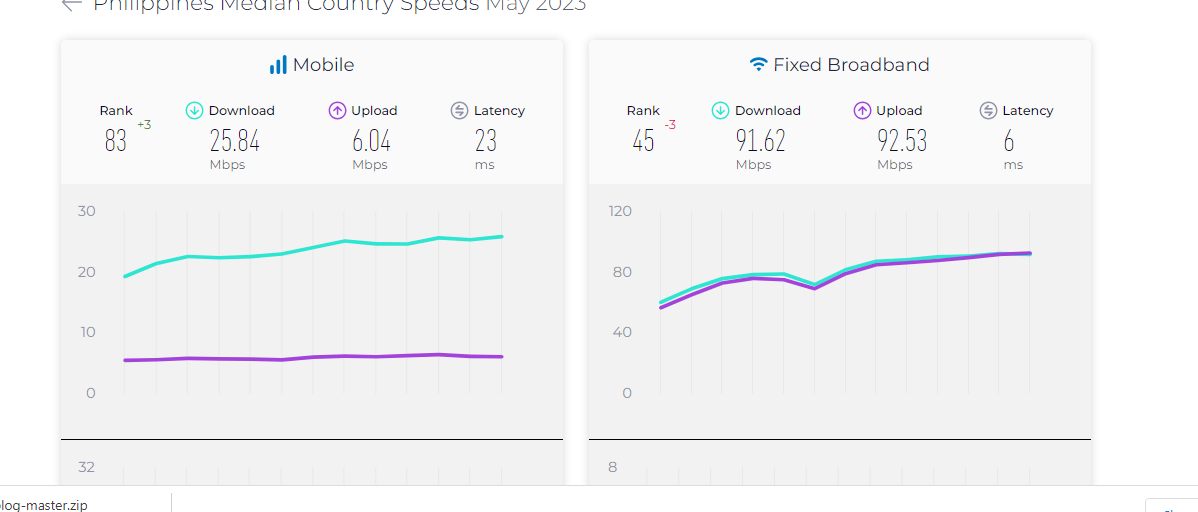 Philippines Median Country Speeds May 2023
Mobile
Rank Download Upload Latency
83 +3 25.84 6.04 23
Mbps Mbps ms
30
20
10
0
32
Fixed Broadband
Rank Download Upload Latency
45 -3 91.62 92.53 6
Mbps Mbps ms
120
80
40
0
8
log-master.zip